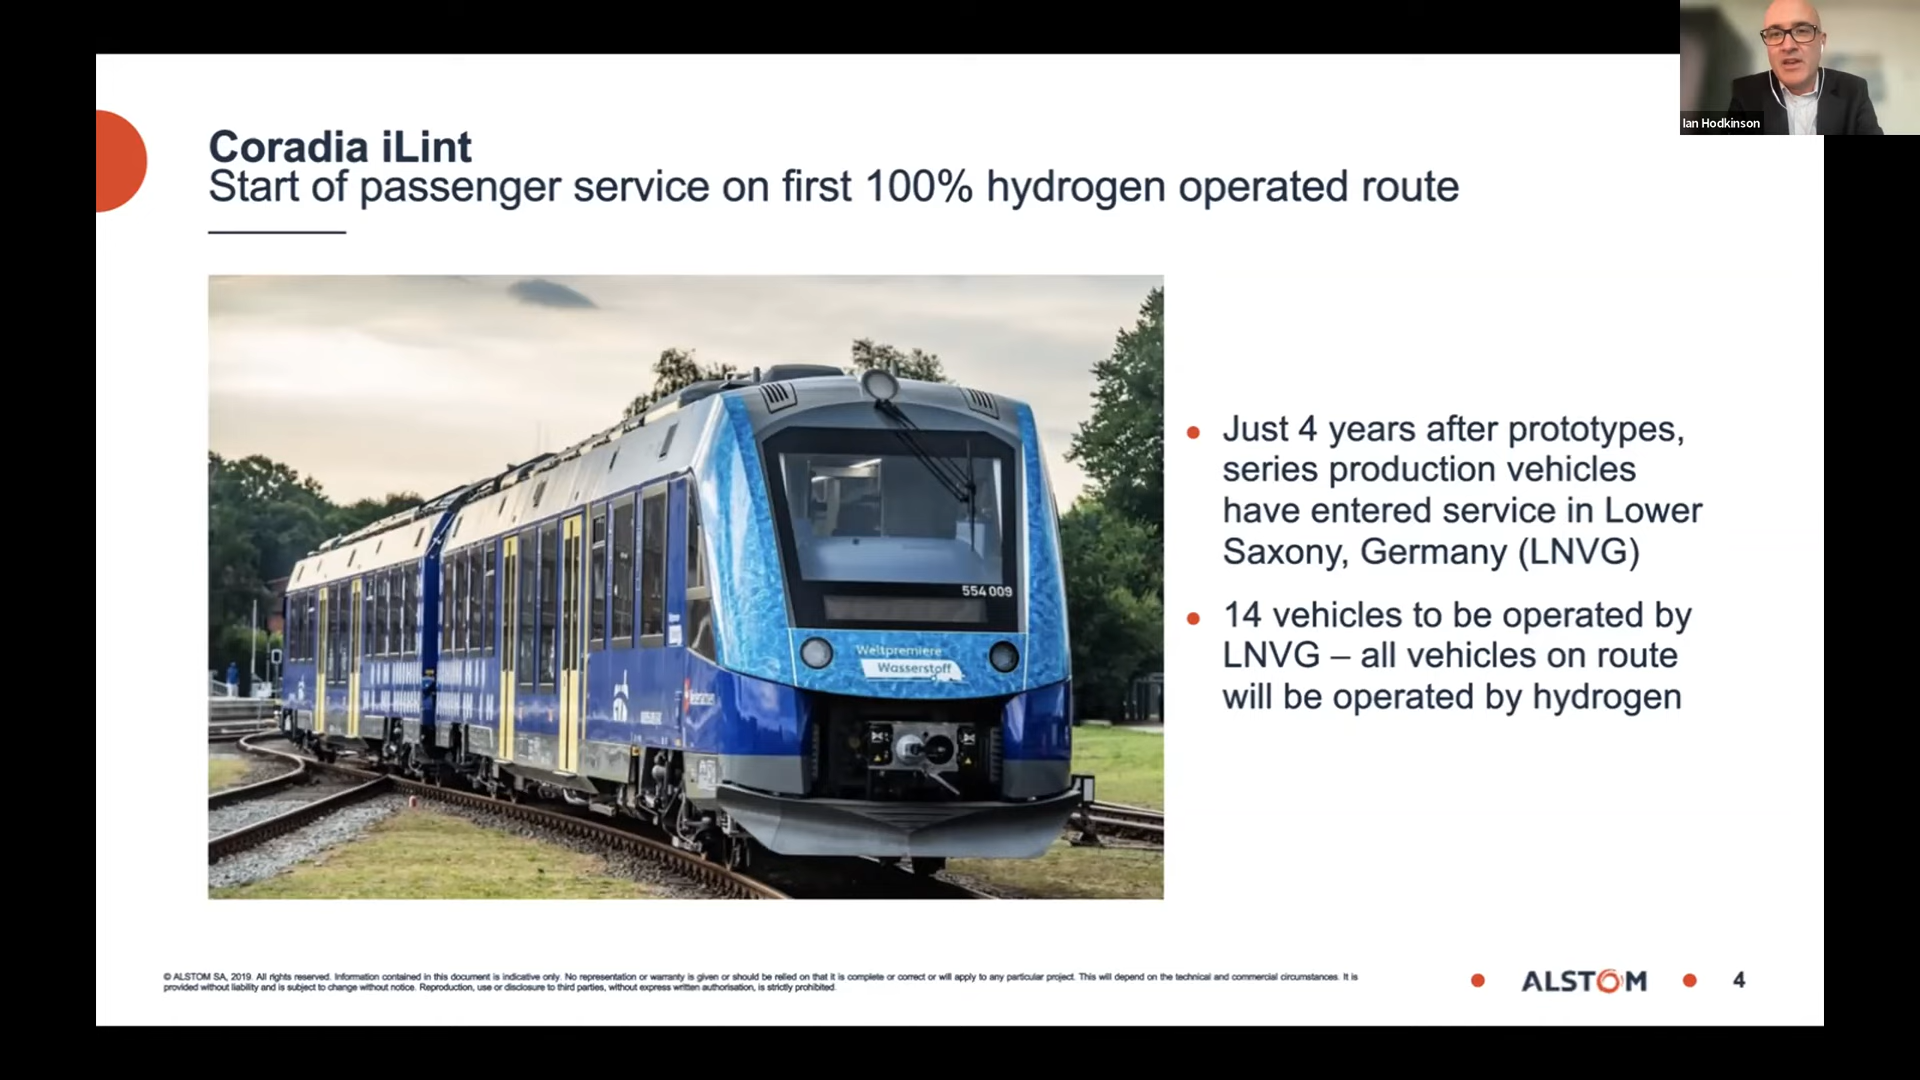 Ian Hodkinson
Coradia iLint
Start of passenger service on first 100% hydrogen operated route
554 009
Weltpremiere
Wasserstoff
• Just 4 years after prototypes,
series production vehicles
have entered service in Lower
Saxony, Germany (LNVG)
• 14 vehicles to be operated by
LNVG – all vehicles on route
will be operated by hydrogen
© ALSTOM SA, 2019. All rights reserved. Information contained in this document is indicative only. No representation or warranty is given or should be relied on that it is complete or correct or will apply to any particular project. This will depend on the technical and commercial circumstances. It is
provided without liability and is subject to change without notice. Reproduction, use or disclosure to third parties, without express written authorisation, is strictly prohibited.
ALSTOM
4